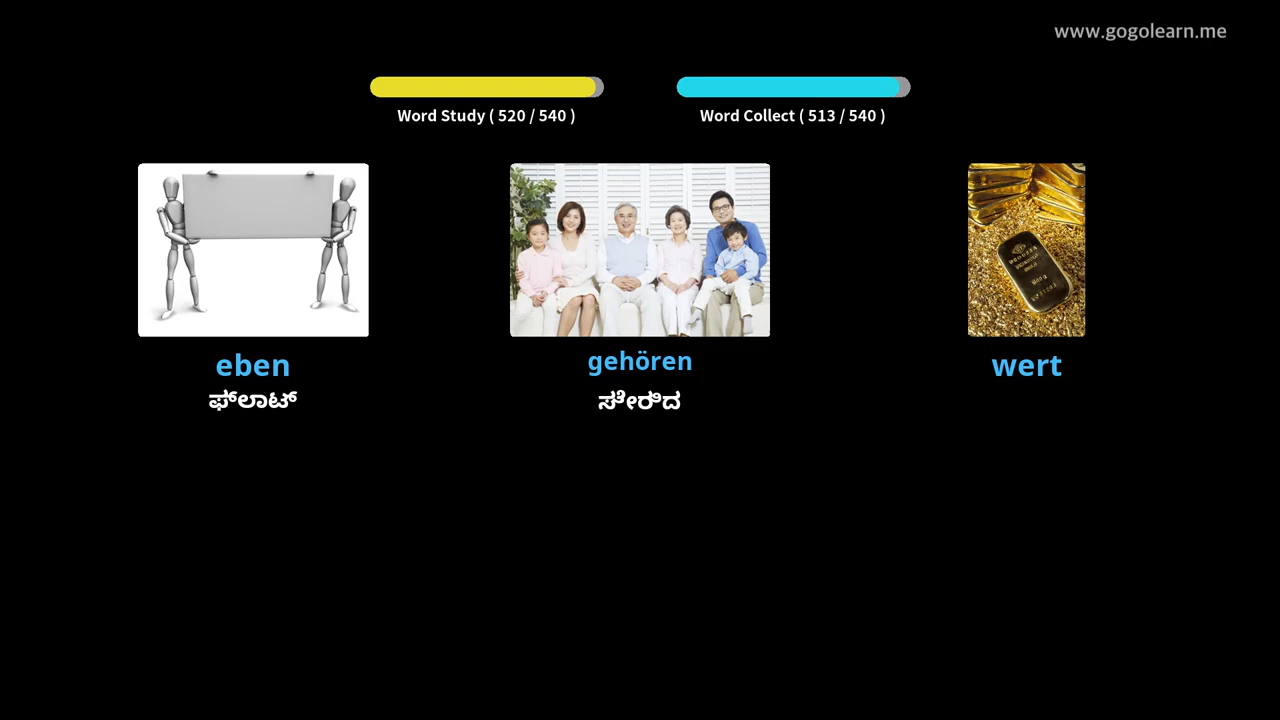 www.gogolearn.me
Word Study ( 520 / 540 )
Word Collect ( 513 / 540 )
eben
ಫ್ಲಾಟ್
gehören
ಸೇರಿದ
wert